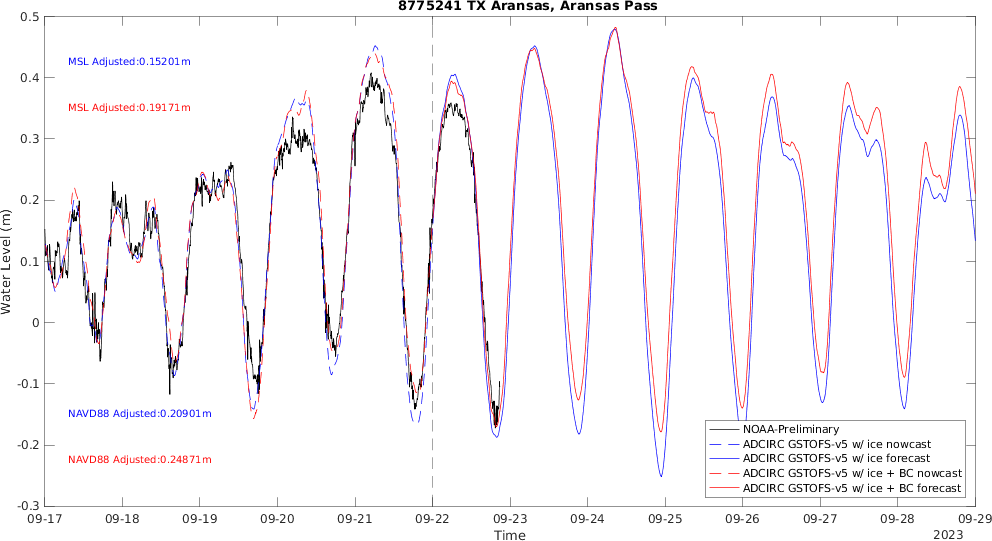 8775241 TX Aransas, Aransas Pass
0.5
0.4
0.3
0.2
0.1
0
-0.1
-0.2
-0.3
Water Level (m)
MSL Adjusted:0.15201m
MSL Adjusted:0.19171m
NAVD88 Adjusted:0.20901m
NAVD88 Adjusted:0.24871m
NOAA-Preliminary
ADCIRC GSTOFS-v5 w/ ice nowcast
ADCIRC GSTOFS-v5 w/ ice forecast
ADCIRC GSTOFS-v5 w/ ice + BC nowcast
ADCIRC GSTOFS-v5 w/ ice + BC forecast
09-17 09-18 09-19 09-20 09-21 09-22 09-23 09-24 09-25 09-26 09-27 09-28 09-29
Time
2023